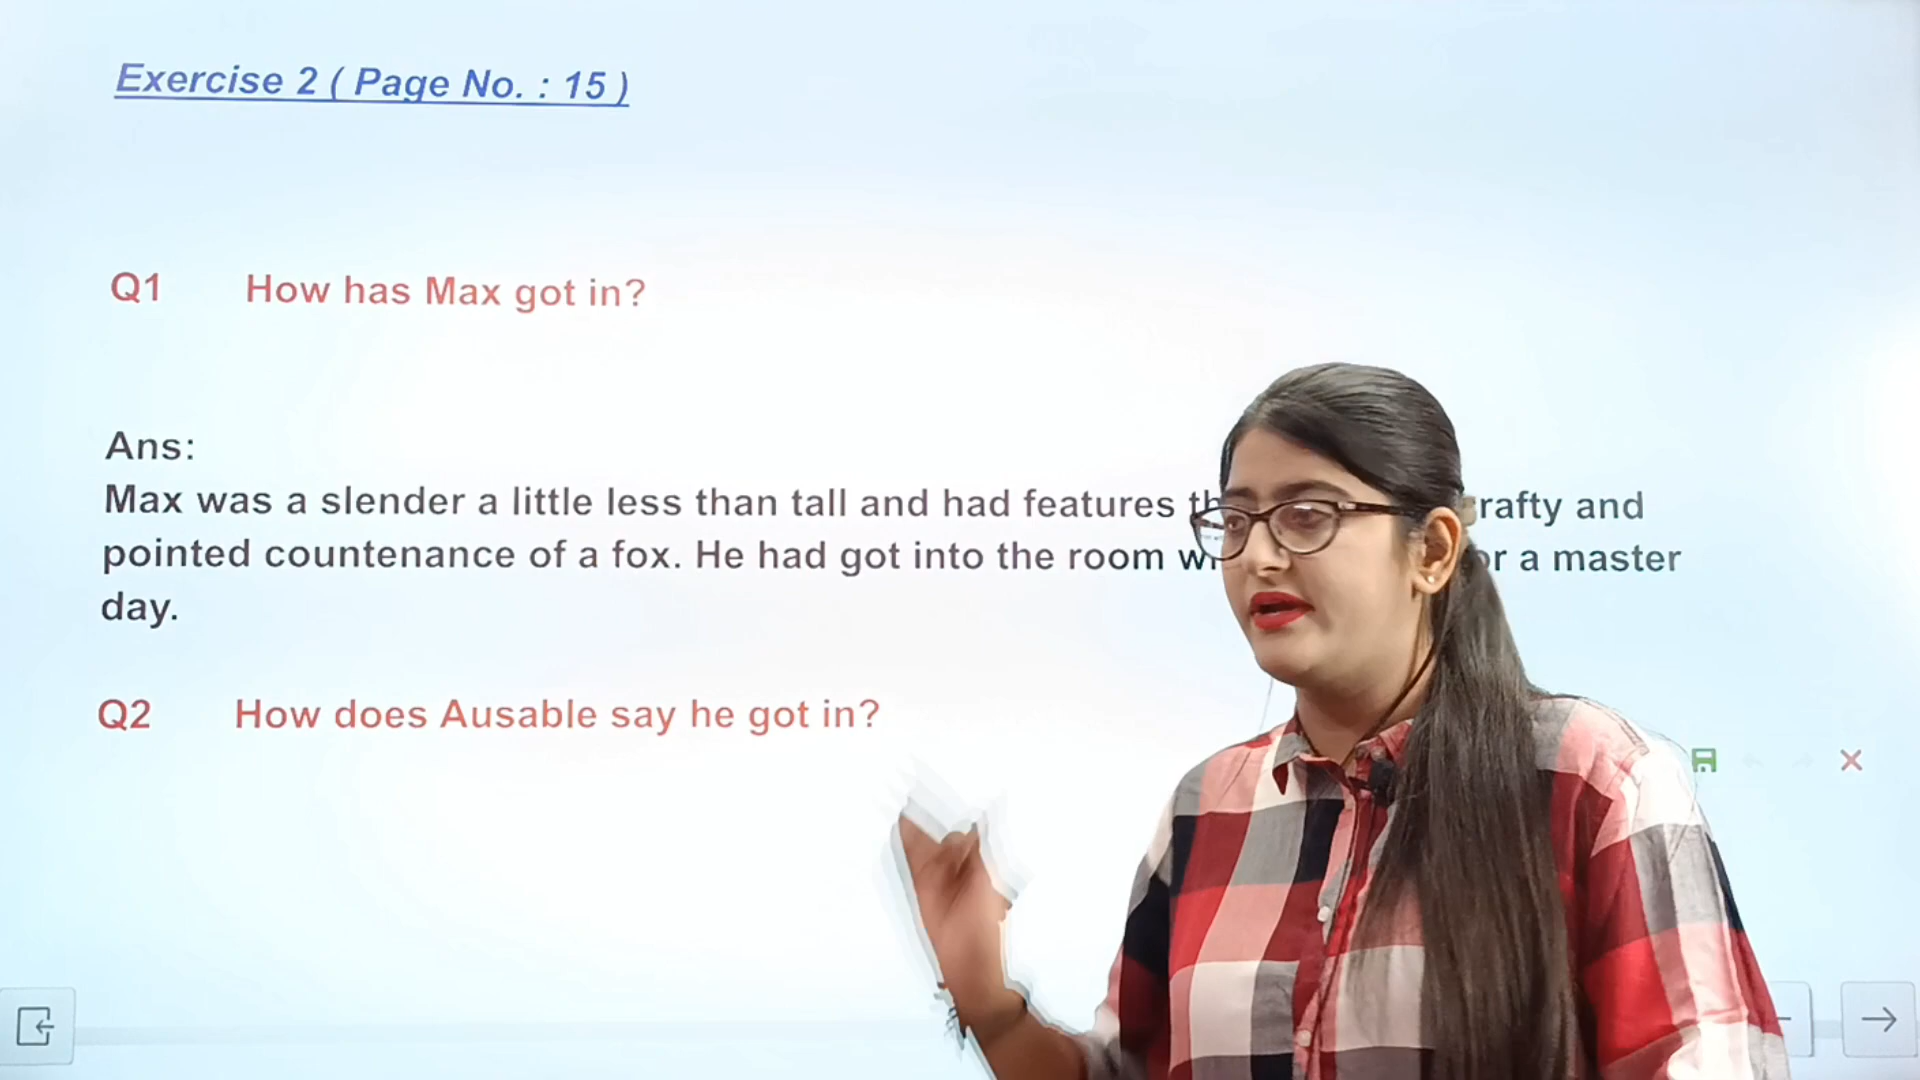 Exercise 2 ( Page No. : 15 )
Q1 How has Max got in?
Ans:
Max was a slender a little less than tall and had features and
pointed countenance of a fox. He had got into the room a master
day.
Q2 How does Ausable say he got in?